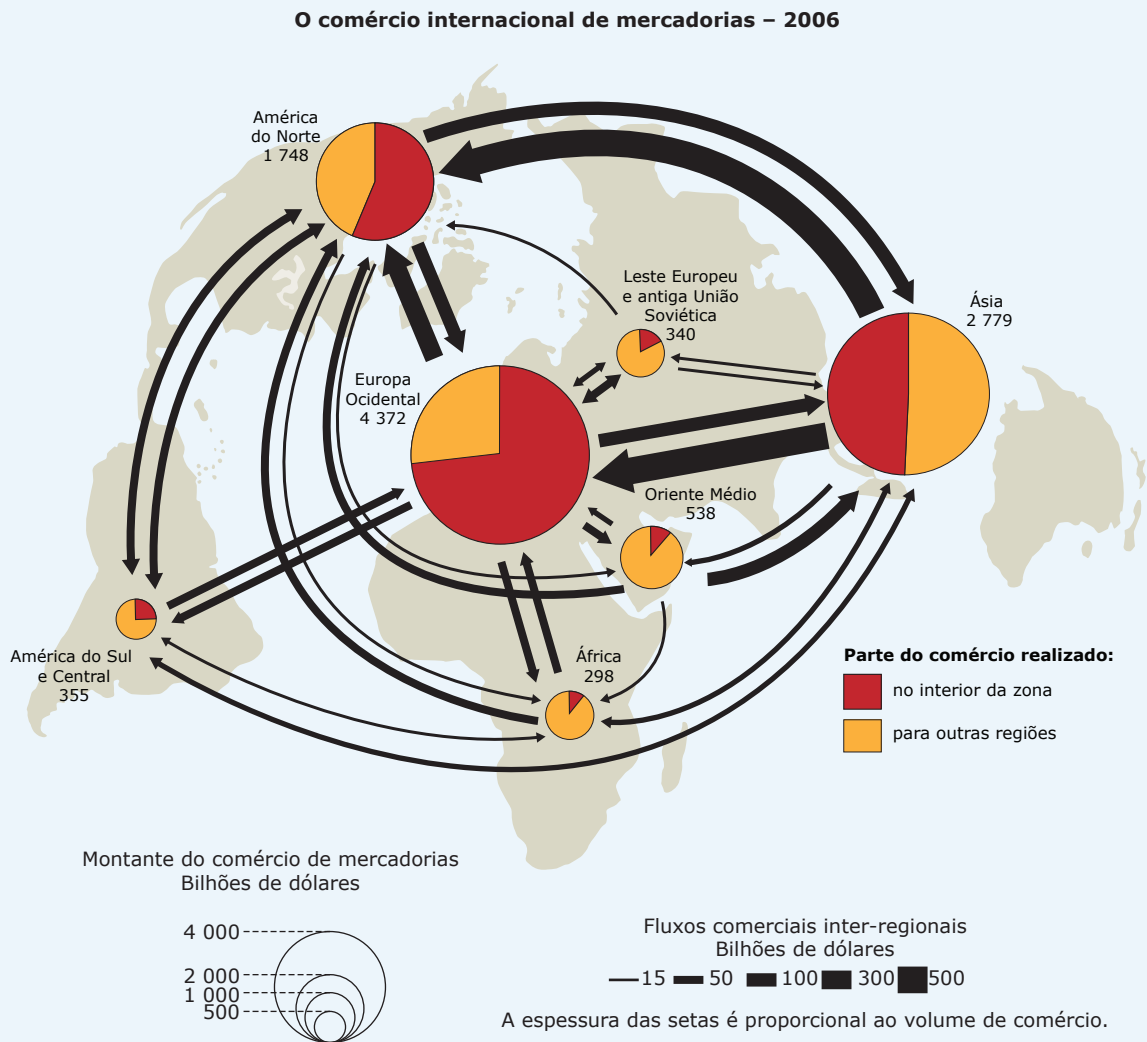 O comércio internacional de mercadorias – 2006
América
do Norte
1 748
Leste Europeu
e antiga União
Soviética
340
Ásia
2 779
Europa
Ocidental
4 372
Oriente Médio
538
América do Sul
e Central
355
África
298
Parte do comércio realizado:
no interior da zona
para outras regiões
Montante do comércio de mercadorias
Bilhões de dólares
4 000
2 000
1 000
500
Fluxos comerciais inter-regionais
Bilhões de dólares
15 50 100 300 500
A espessura das setas é proporcional ao volume de comércio.